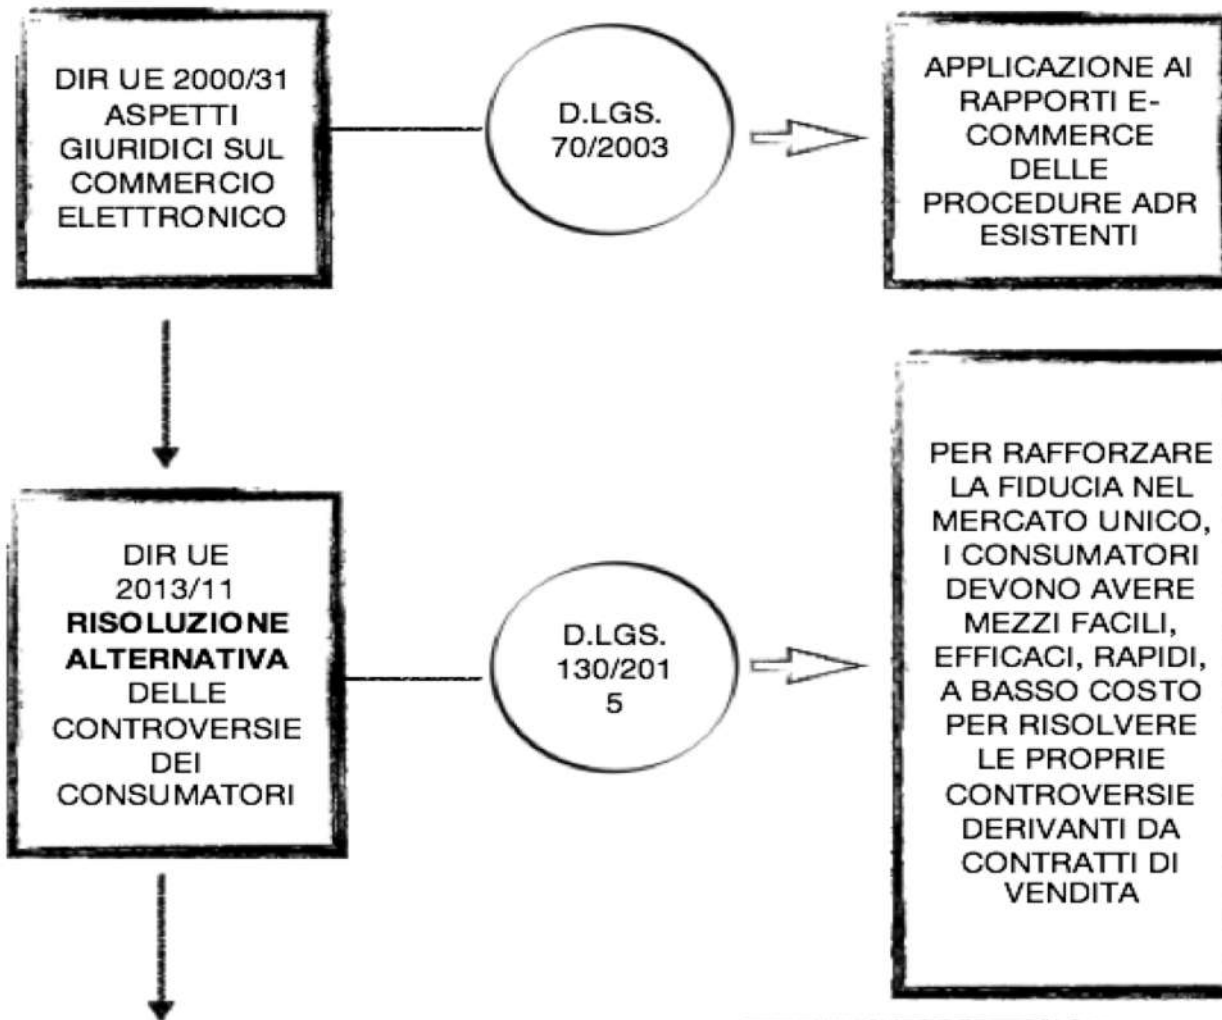 DIR UE 2000/31
ASPETTI
GIURIDICI SUL
COMMERCIO
ELETTRONICO
D.LGS.
70/2003
APPLICAZIONE AI
RAPPORTI E-
COMMERCE
DELLE
PROCEDURE ADR
ESISTENTI
DIR UE
2013/11
RISOLUZIONE
ALTERNATIVA
DELLE
CONTROVERSIE
DEI
CONSUMATORI
D.LGS.
130/201
5
PER RAFFORZARE
LA FIDUCIA NEL
MERCATO UNICO,
I CONSUMATORI
DEVONO AVERE
MEZZI FACILI,
EFFICACI, RAPIDI,
A BASSO COSTO
PER RISOLVERE
LE PROPRIE
CONTROVERSIE
DERIVANTI DA
CONTRATTI DI
VENDITA